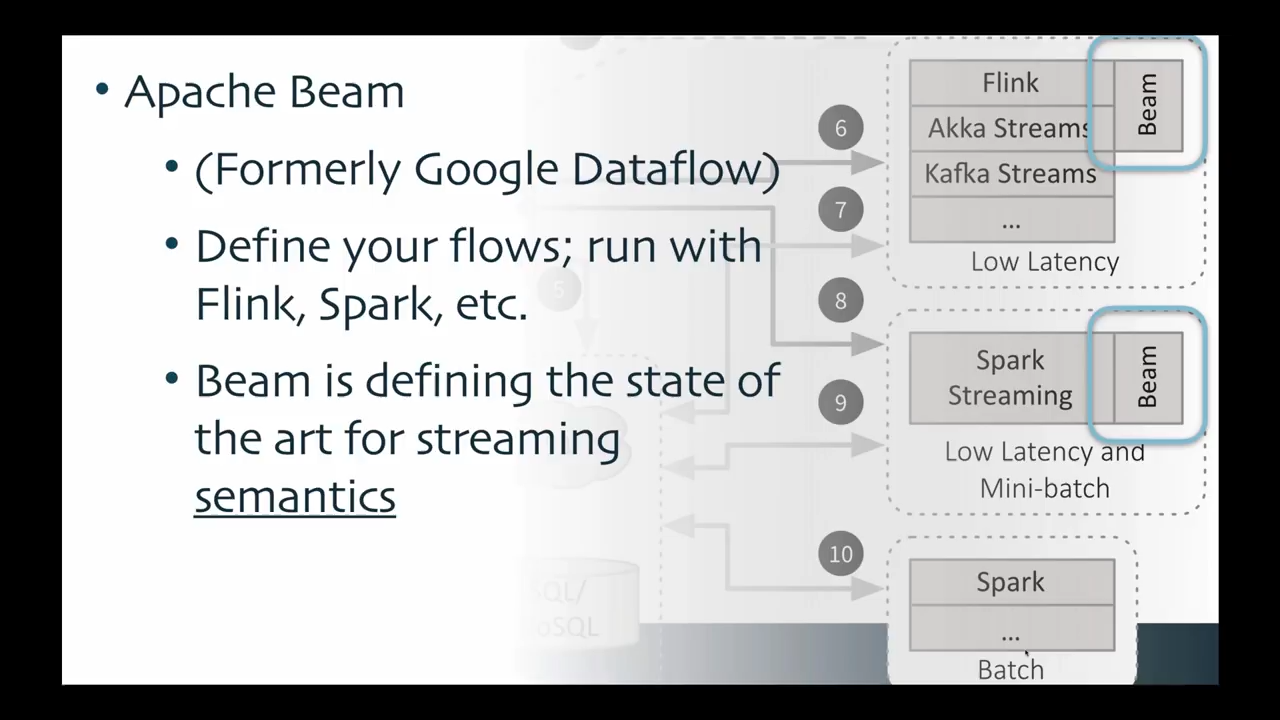 • Apache Beam
• (Formerly Google Dataflow)
• Define your flows; run with
Flink, Spark, etc.
• Beam is defining the state of
the art for streaming
semantics
5
SQL/
6
7
8
9
10
Flink
Akka Streams
Kafka Streams
...
Beam
Low Latency
Spark
Streaming
Beam
Low Latency and
Mini-batch
Spark
...
Batch